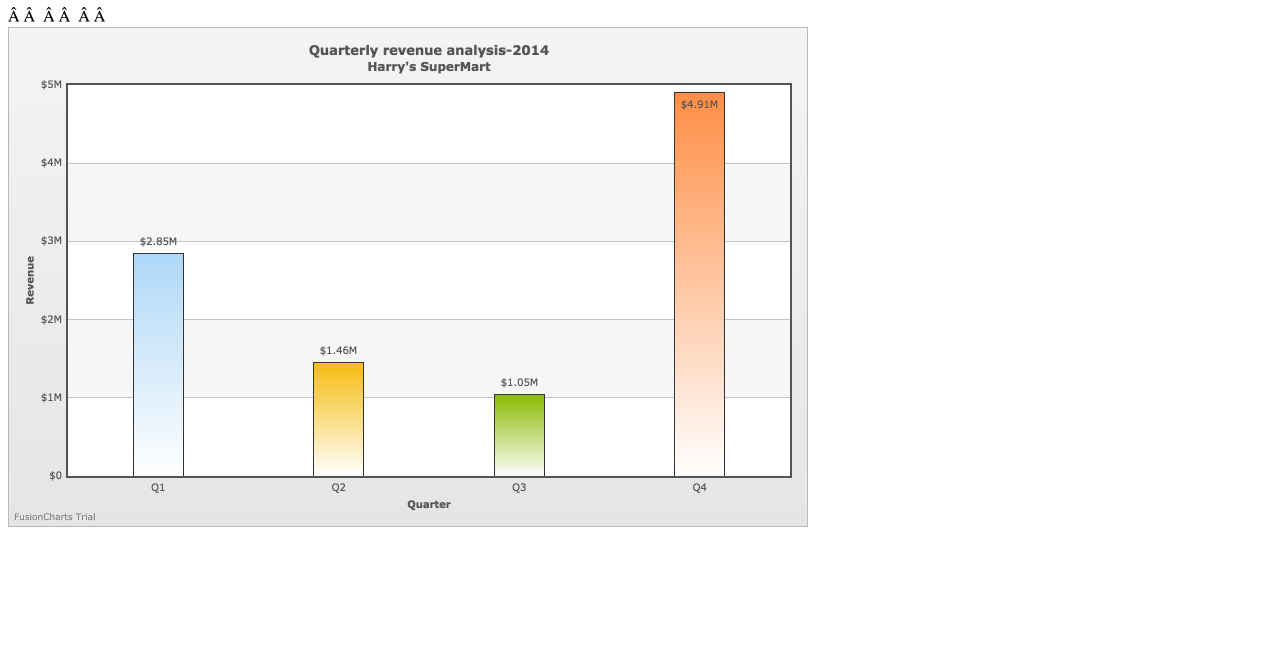 Â Â  Â Â  Â Â
Quarterly revenue analysis-2014
Harry's SuperMart
$5M
$4M
$3M
$2M
$1M
$0
Revenue
$2.85M
$1.46M
$1.05M
$4.91M
Q1 Q2 Q3 Q4
Quarter
FusionCharts Trial